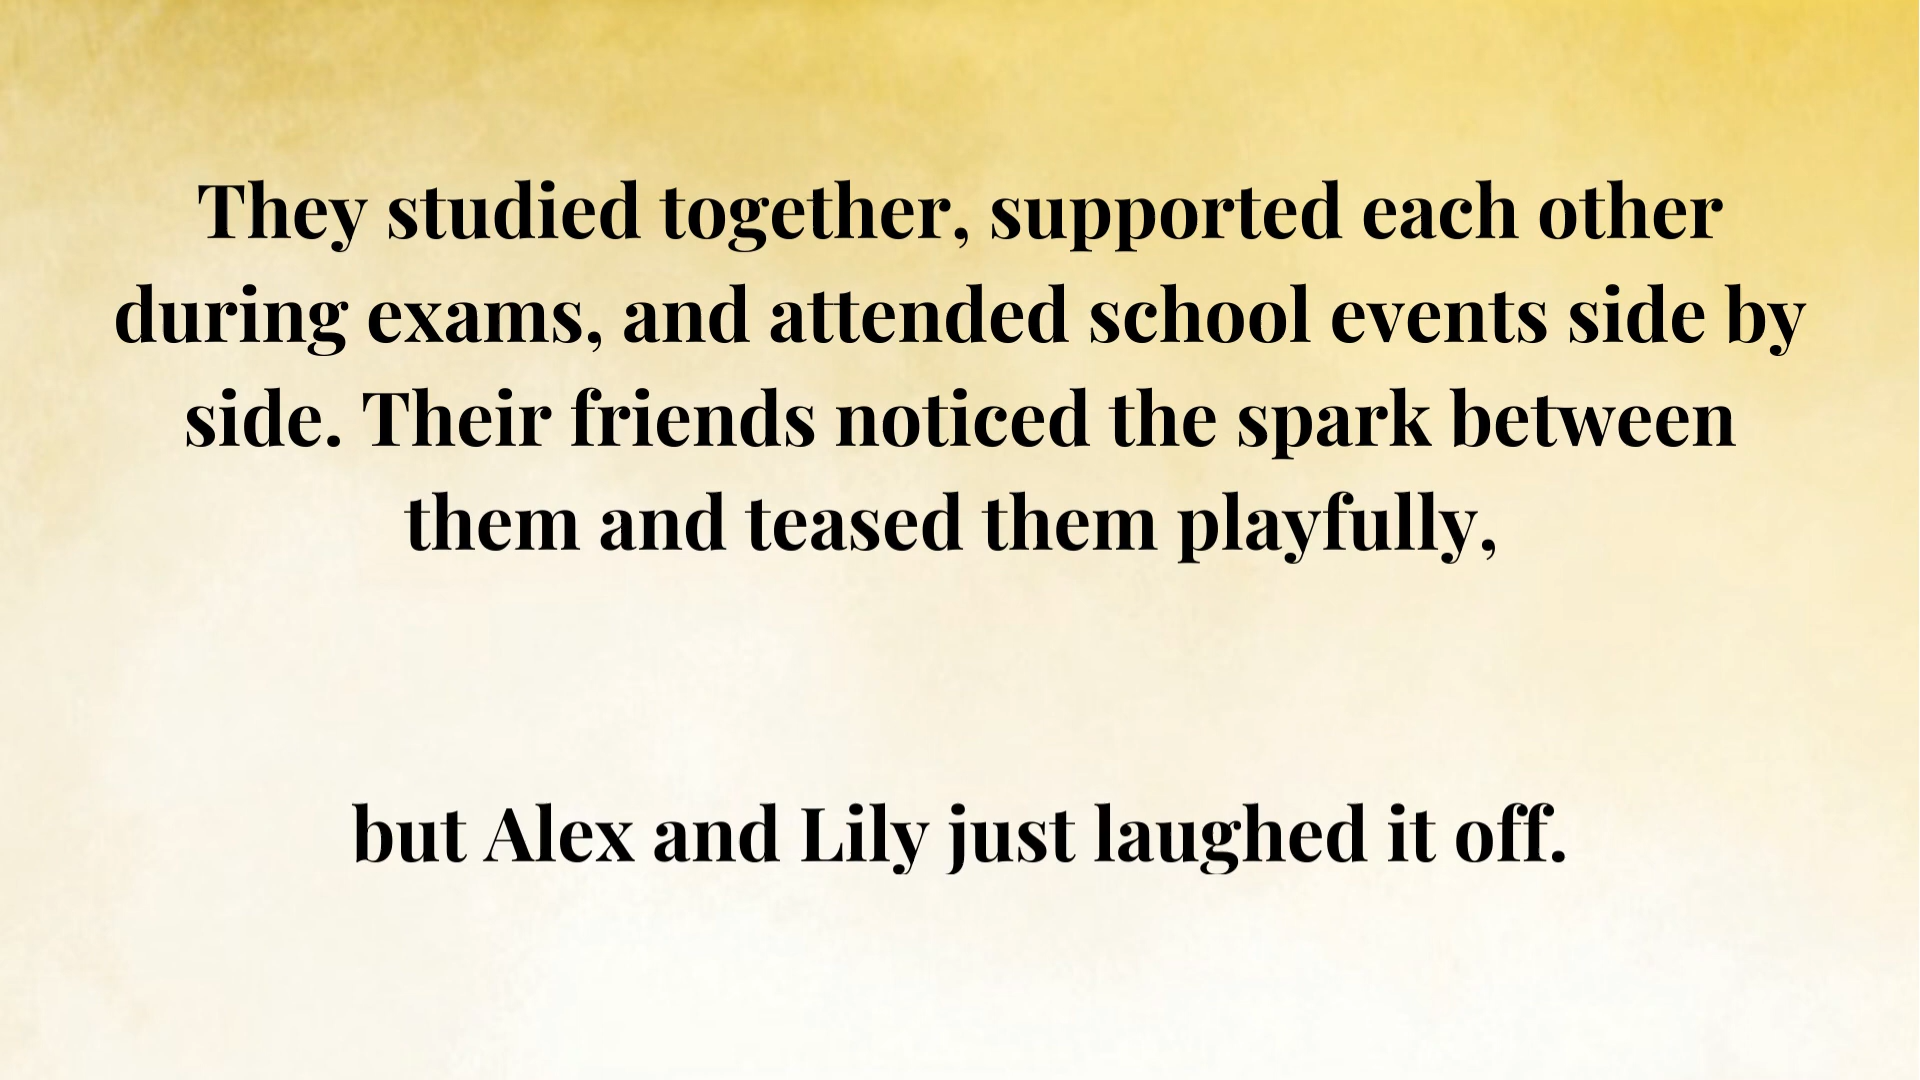 They studied together, supported each other
during exams, and attended school events side by
side. Their friends noticed the spark between
them and teased them playfully,
but Alex and Lily just laughed it off.